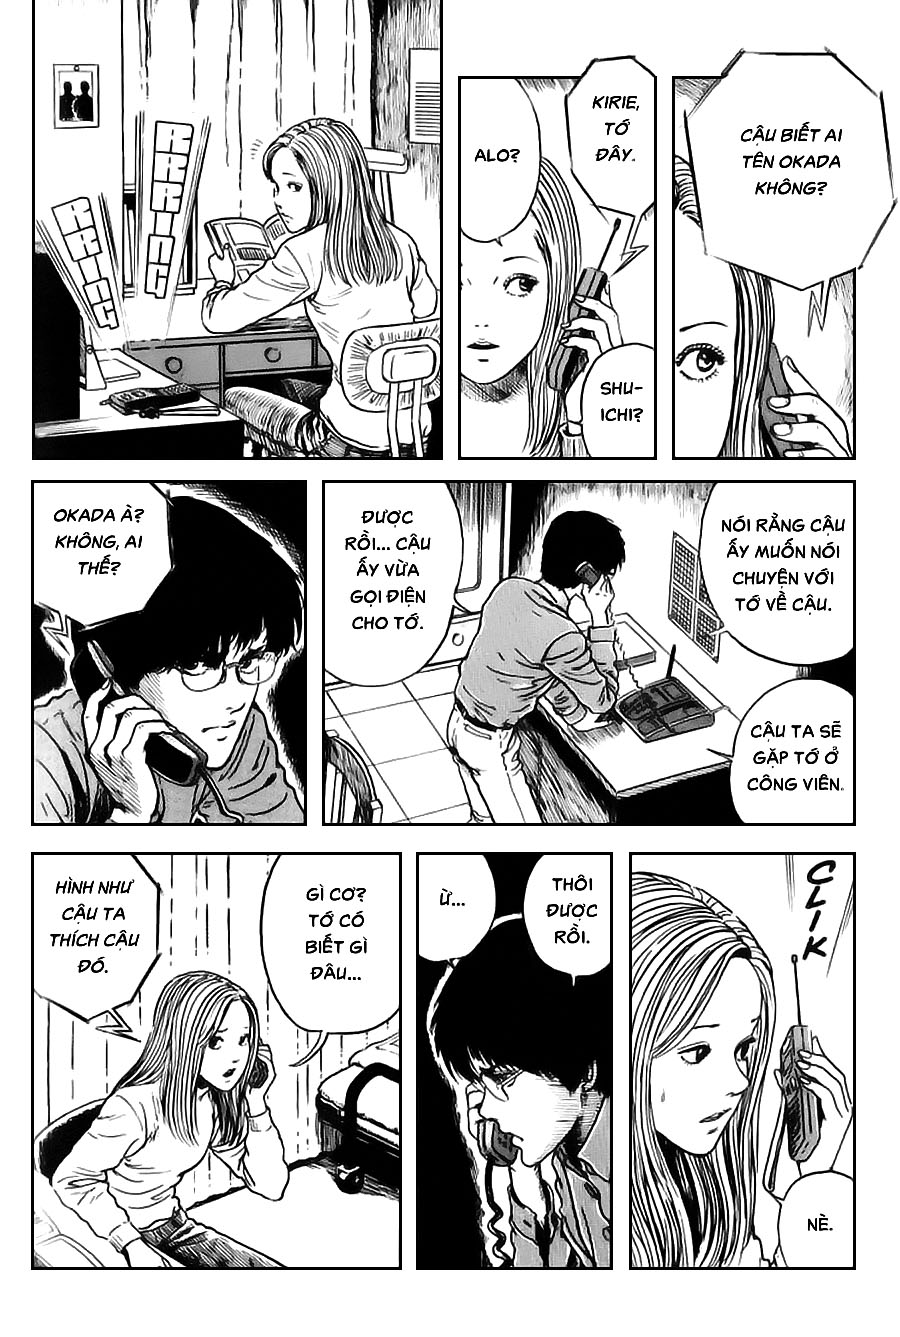 RRING
RRRING
ALO?
KIRIE,
TỚ
ĐÂY.
SHU-
ICHI?
CẬU BIẾT AI
TÊN OKADA
KHÔNG?
OKADA À?
KHÔNG, AI
THẾ?
ĐƯỢC
RỒI... CẬU
ẤY VỪA
GỌI ĐIỆN
CHO TỚ.
NÓI RẰNG CẬU
ẤY MUỐN NÓI
CHUYỆN VỚI
TỚ VỀ CẬU.
CẬU TA SẼ
GẶP TỚ Ở
CÔNG VIÊN.
HÌNH NHƯ
CẬU TA
THÍCH CẬU
ĐÓ.
GÌ CƠ?
TỚ CÓ
BIẾT GÌ
ĐÂU...
Ừ...
THÔI
ĐƯỢC
RỒI.
CLIK
NÈ.